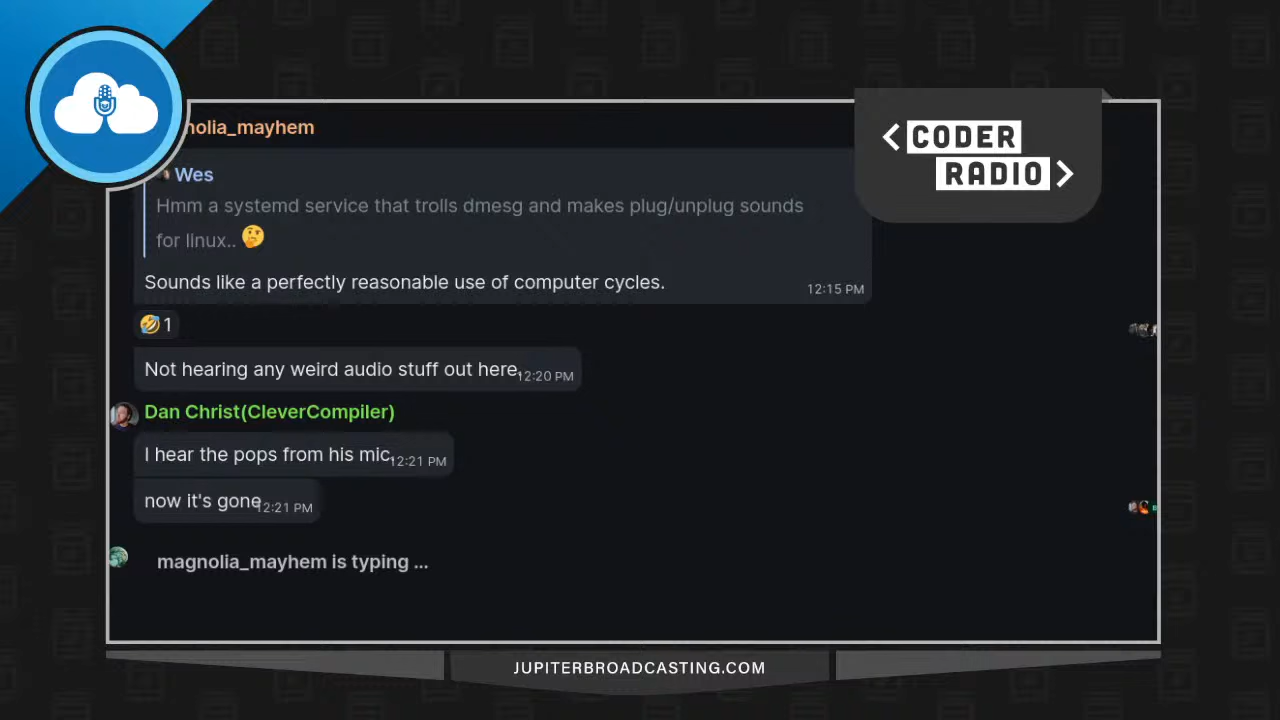 nolia_mayhem
<CODER
RADIO>
Wes
Hmm a systemd service that trolls dmesg and makes plug/unplug sounds
for linux.. 🤔
Sounds like a perfectly reasonable use of computer cycles.
12:15 PM
🤣 1
Not hearing any weird audio stuff out here. 12:20 PM
Dan Christ(CleverCompiler)
I hear the pops from his mic. 12:21 PM
now it's gone 12:21 PM
magnolia_mayhem is typing ...
JUPITERBROADCASTING.COM